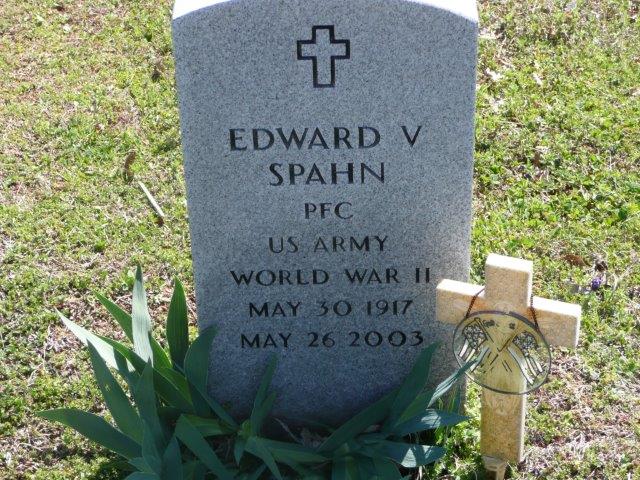 EDWARD V
SPAHN
PFC
US ARMY
WORLD WAR II
MAY 30 1917
MAY 26 2003